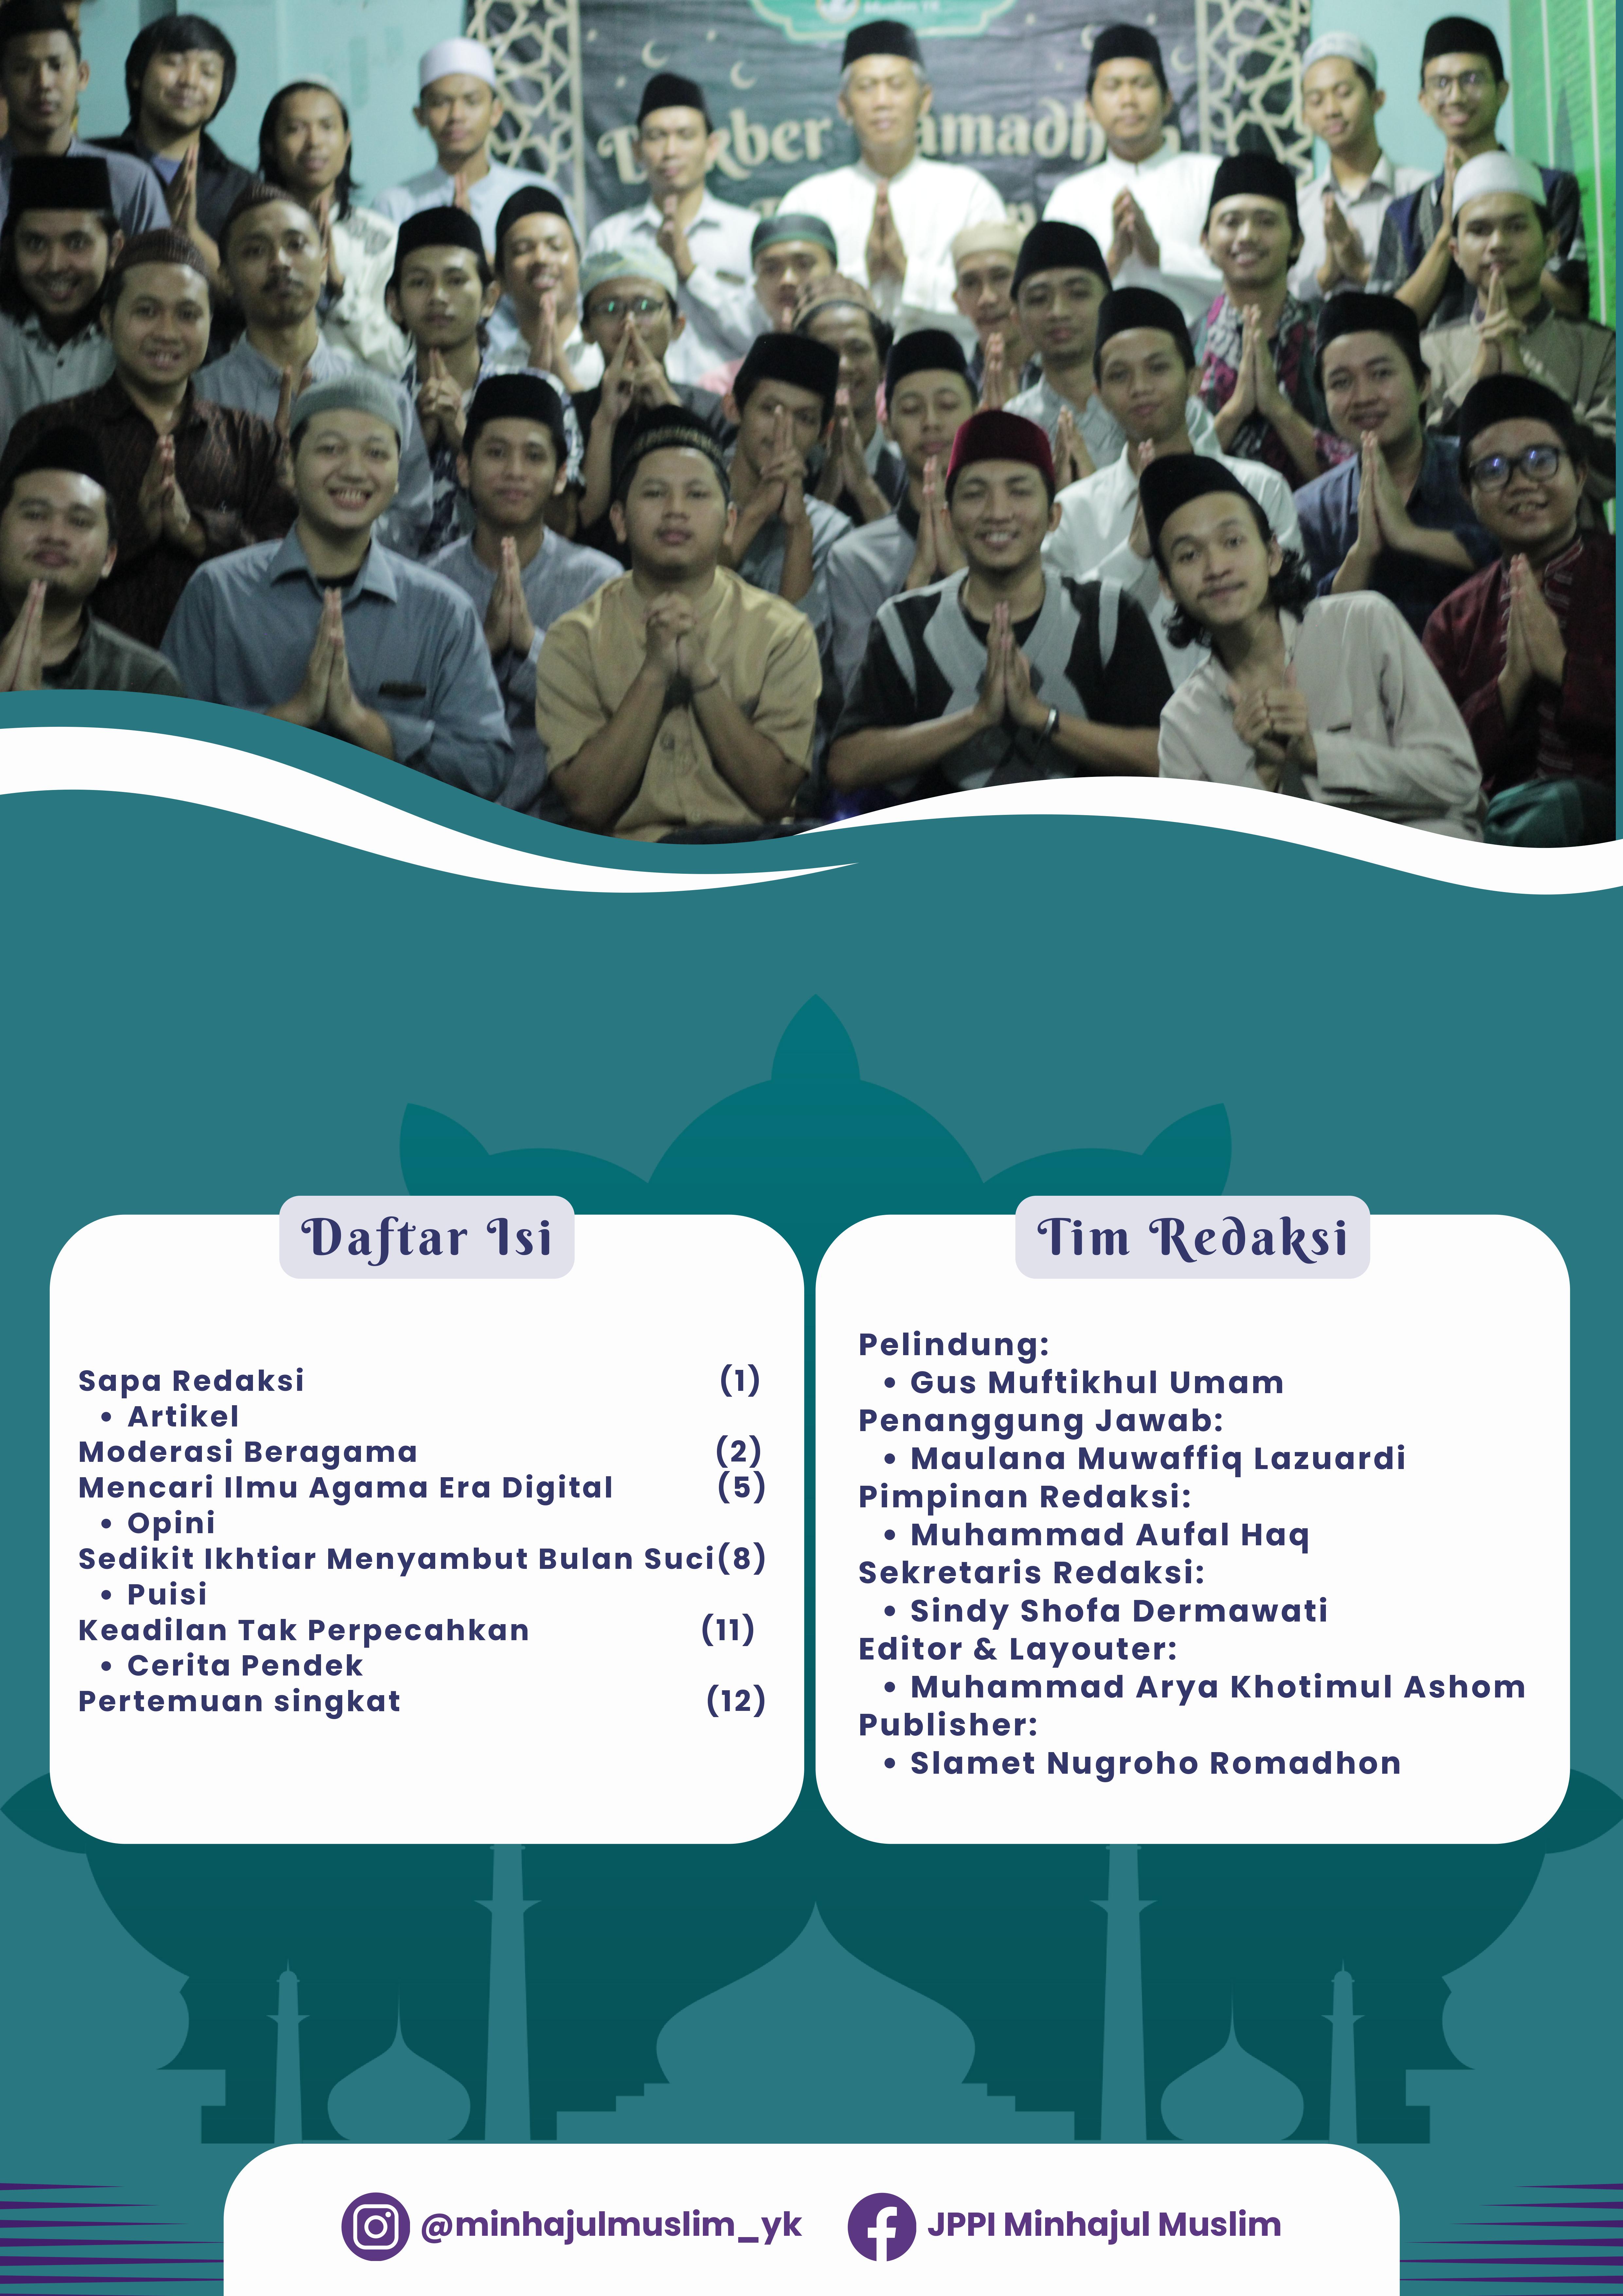 Muslim YK
Daftar Isi
Sapa Redaksi (1)
• Artikel
Moderasi Beragama (2)
Mencari Ilmu Agama Era Digital (5)
• Opini
Sedikit Ikhtiar Menyambut Bulan Suci(8)
• Puisi
Keadilan Tak Perpecahkan (11)
• Cerita Pendek
Pertemuan singkat (12)
Tim Redaksi
Pelindung:
• Gus Muftikhul Umam
Penanggung Jawab:
• Maulana Muwaffiq Lazuardi
Pimpinan Redaksi:
• Muhammad Aufal Haq
Sekretaris Redaksi:
• Sindy Shofa Dermawati
Editor & Layouter:
• Muhammad Arya Khotimul Ashom
Publisher:
• Slamet Nugroho Romadhon
@minhajulmuslim_yk
JPPI Minhajul Muslim